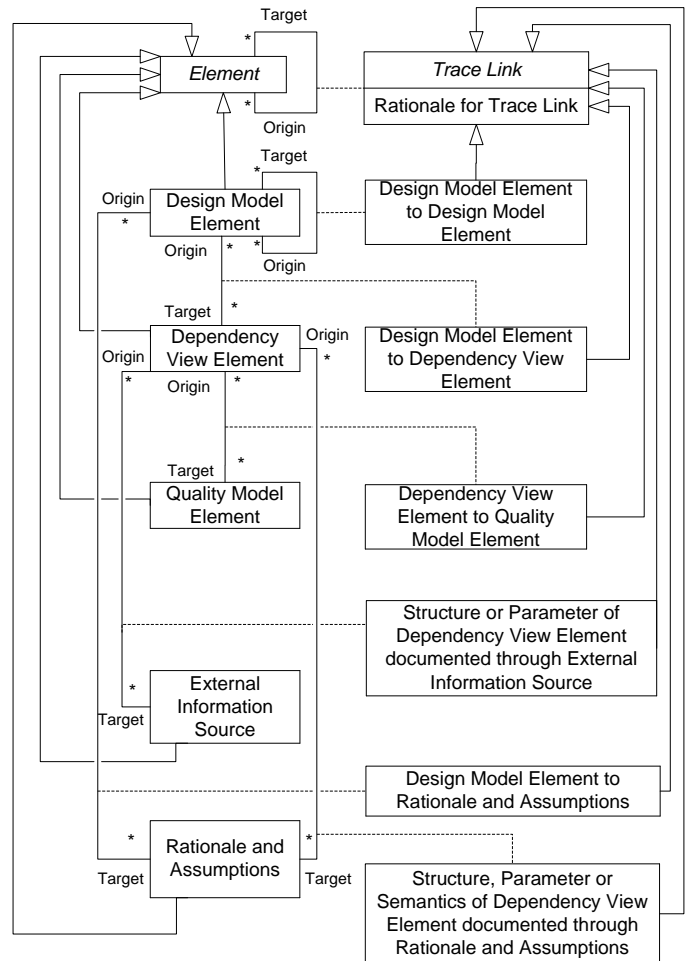 Target
*
Element
Trace Link
Rationale for Trace Link
*
Origin
Target
*
Origin
*
Design Model
Element
Design Model Element
to Design Model
Element
*
Origin
Origin
*
Target
*
Dependency
View Element
Origin
*
Design Model Element
to Dependency View
Element
Origin
*
Origin
*
Target
*
Quality Model
Element
Dependency View
Element to Quality
Model Element
Structure or Parameter of
Dependency View Element
documented through External
Information Source
*
Target
External
Information
Source
Design Model Element to
Rationale and Assumptions
*
Target
Rationale and
Assumptions
*
Target
Structure, Parameter or
Semantics of Dependency View
Element documented through
Rationale and Assumptions